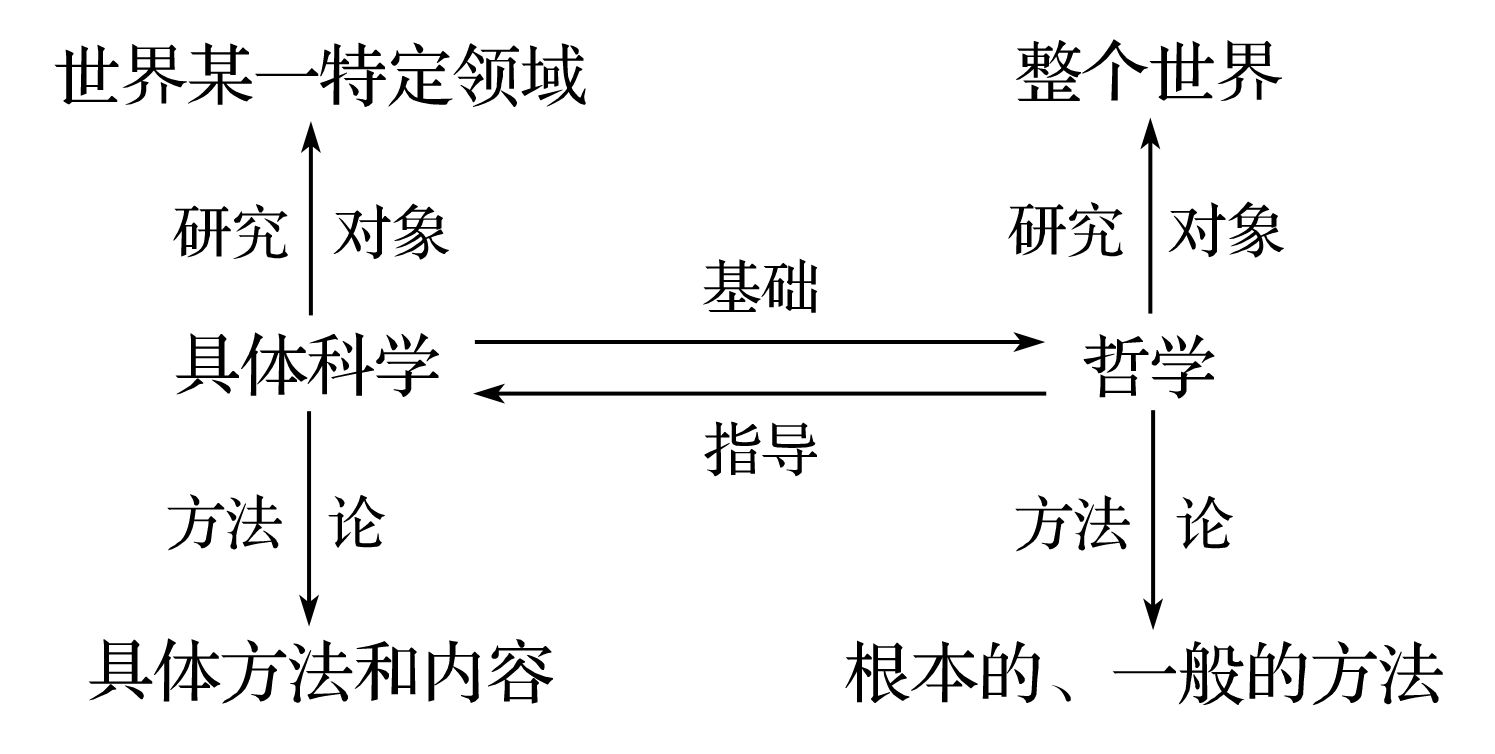 世界某一特定领域
整个世界
研究 对象
研究 对象
基础
具体科学
哲学
指导
方法 论
方法 论
具体方法和内容
根本的、一般的方法